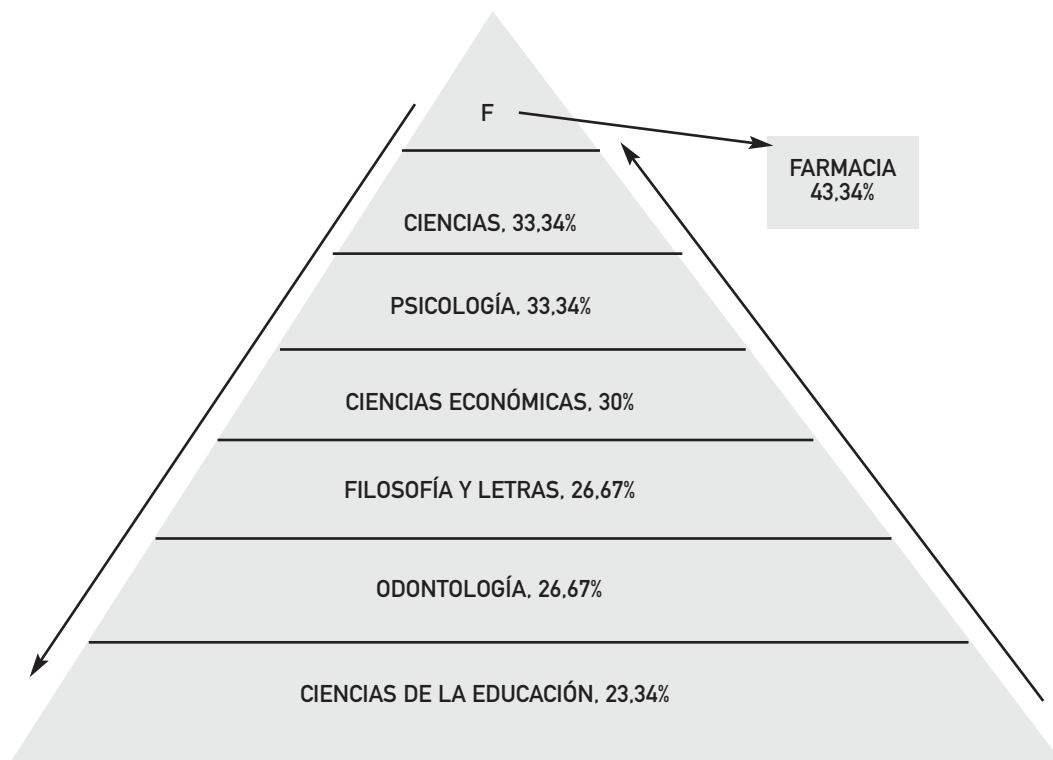 F
FARMACIA
43,34%
CIENCIAS, 33,34%
PSICOLOGÍA, 33,34%
CIENCIAS ECONÓMICAS, 30%
FILOSOFÍA Y LETRAS, 26,67%
ODONTOLOGÍA, 26,67%
CIENCIAS DE LA EDUCACIÓN, 23,34%